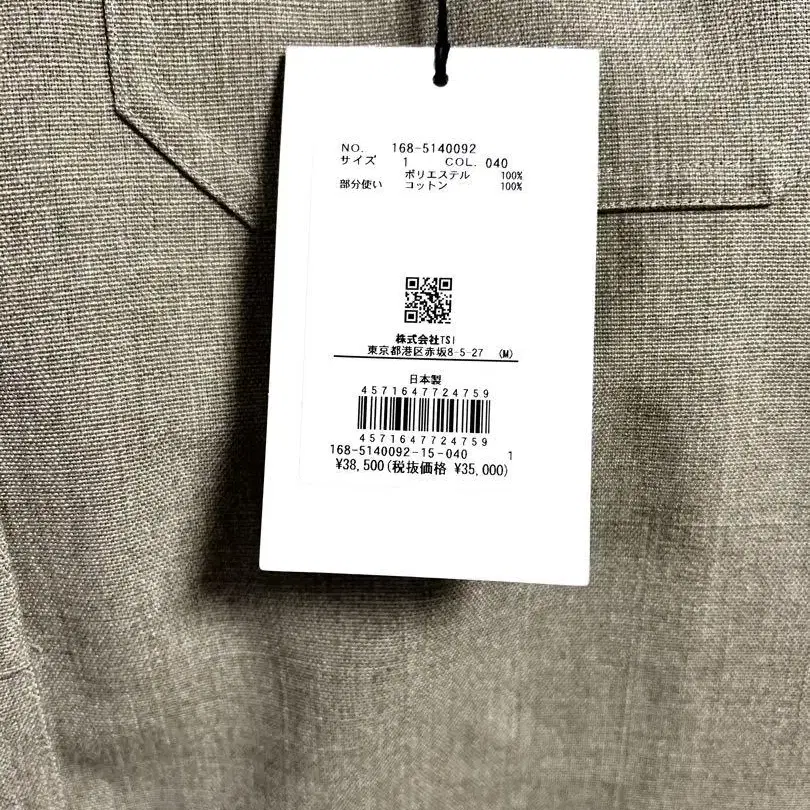 NO. 168-5140092
サイズ 1 COL. 040
ポリエステル 100%
部分使い コットン 100%
株式会社TSI
東京都港区赤坂8-5-27 (M)
日本製
4571647724759
4571647724759
168-5140092-15-040 1
¥38,500(税抜価格 ¥35,000)